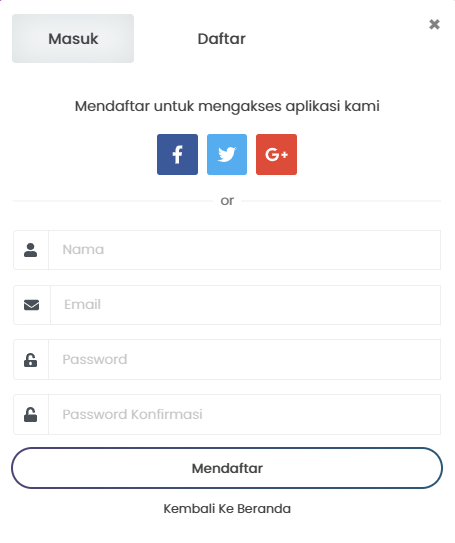 Masuk Daftar
Mendaftar untuk mengakses aplikasi kami
or
Nama
Email
Password
Password Konfirmasi
Mendaftar
Kembali Ke Beranda